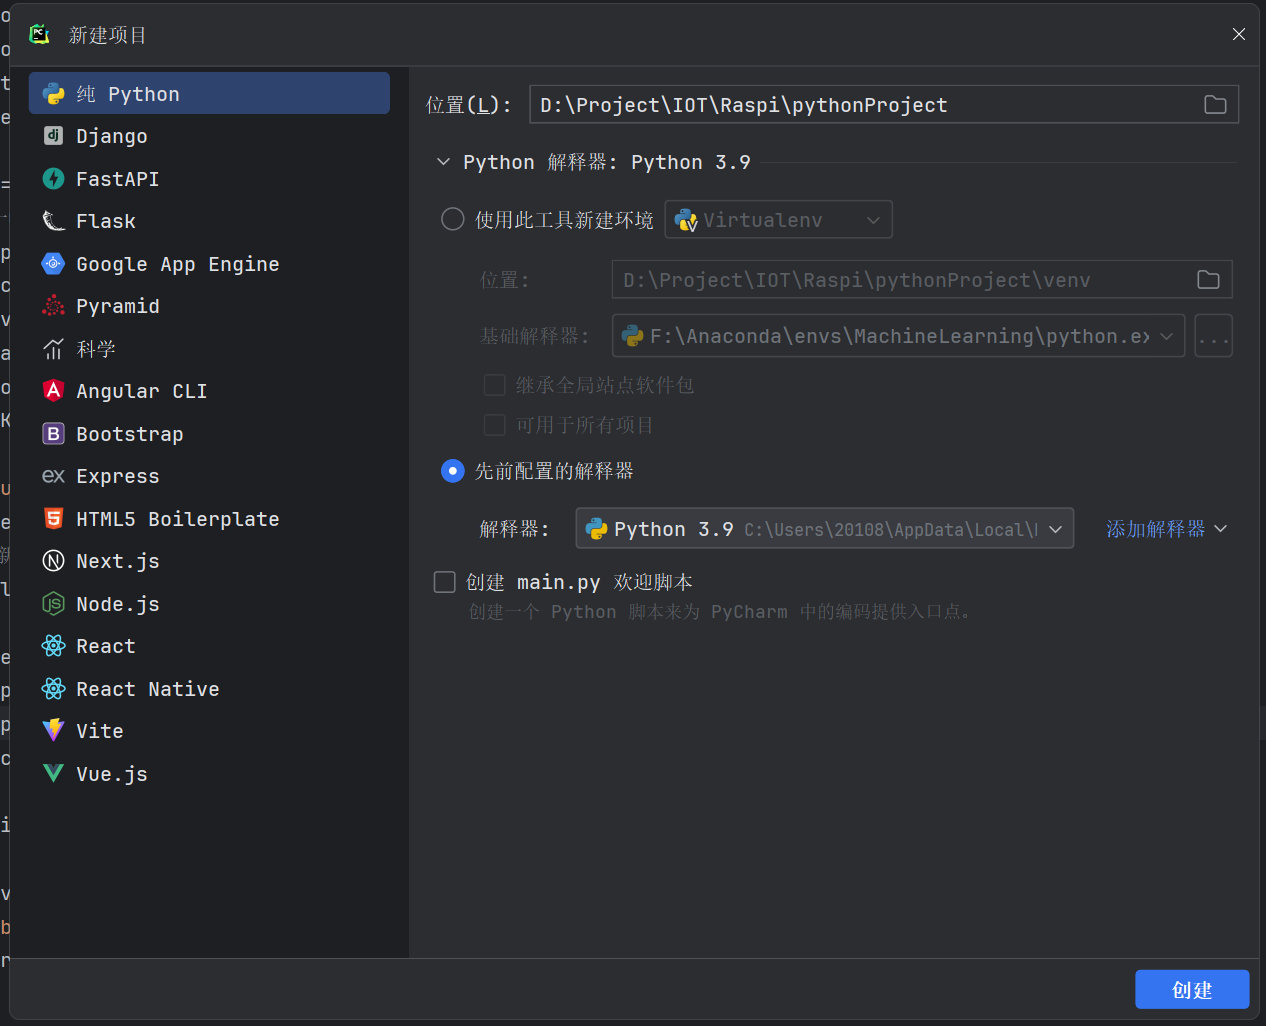 新建项目
纯 Python
Django
FastAPI
Flask
Google App Engine
Pyramid
科学
Angular CLI
Bootstrap
Express
HTML5 Boilerplate
Next.js
Node.js
React
React Native
Vite
Vue.js
位置(L): D:\Project\IOT\Raspi\pythonProject
Python 解释器: Python 3.9
使用此工具新建环境 Virtualenv
位置: D:\Project\IOT\Raspi\pythonProject\venv
基础解释器: F:\Anaconda\envs\MachineLearning\python.ex ...
继承全局站点软件包
可用于所有项目
先前配置的解释器
解释器: Python 3.9 C:\Users\20108\AppData\Local\ 添加解释器
创建 main.py 欢迎脚本
创建一个 Python 脚本来为 PyCharm 中的编码提供入口点。
创建